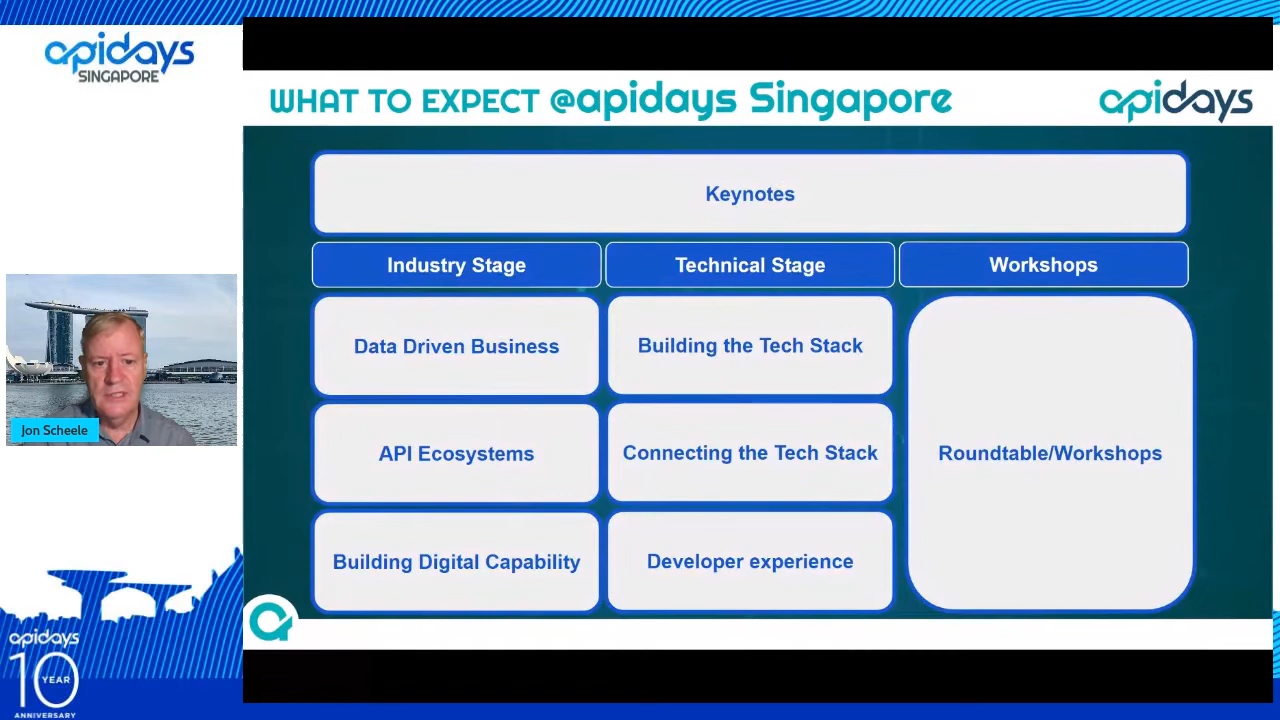 apidays
SINGAPORE
WHAT TO EXPECT @apidays Singapore
apidays
Keynotes
Industry Stage
Technical Stage
Workshops
Data Driven Business
Building the Tech Stack
API Ecosystems
Connecting the Tech Stack
Roundtable/Workshops
Building Digital Capability
Developer experience
Jon Scheele
apidays
10
YEAR
ANNIVERSARY